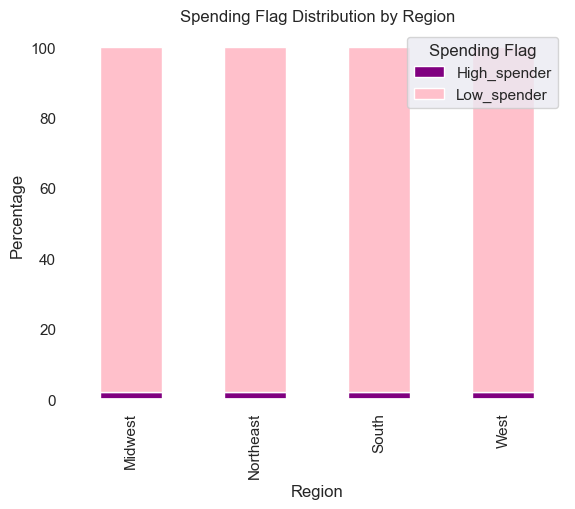 Spending Flag Distribution by Region
Spending Flag
High_spender
Low_spender
Percentage
100
80
60
40
20
0
Midwest
Northeast
South
West
Region